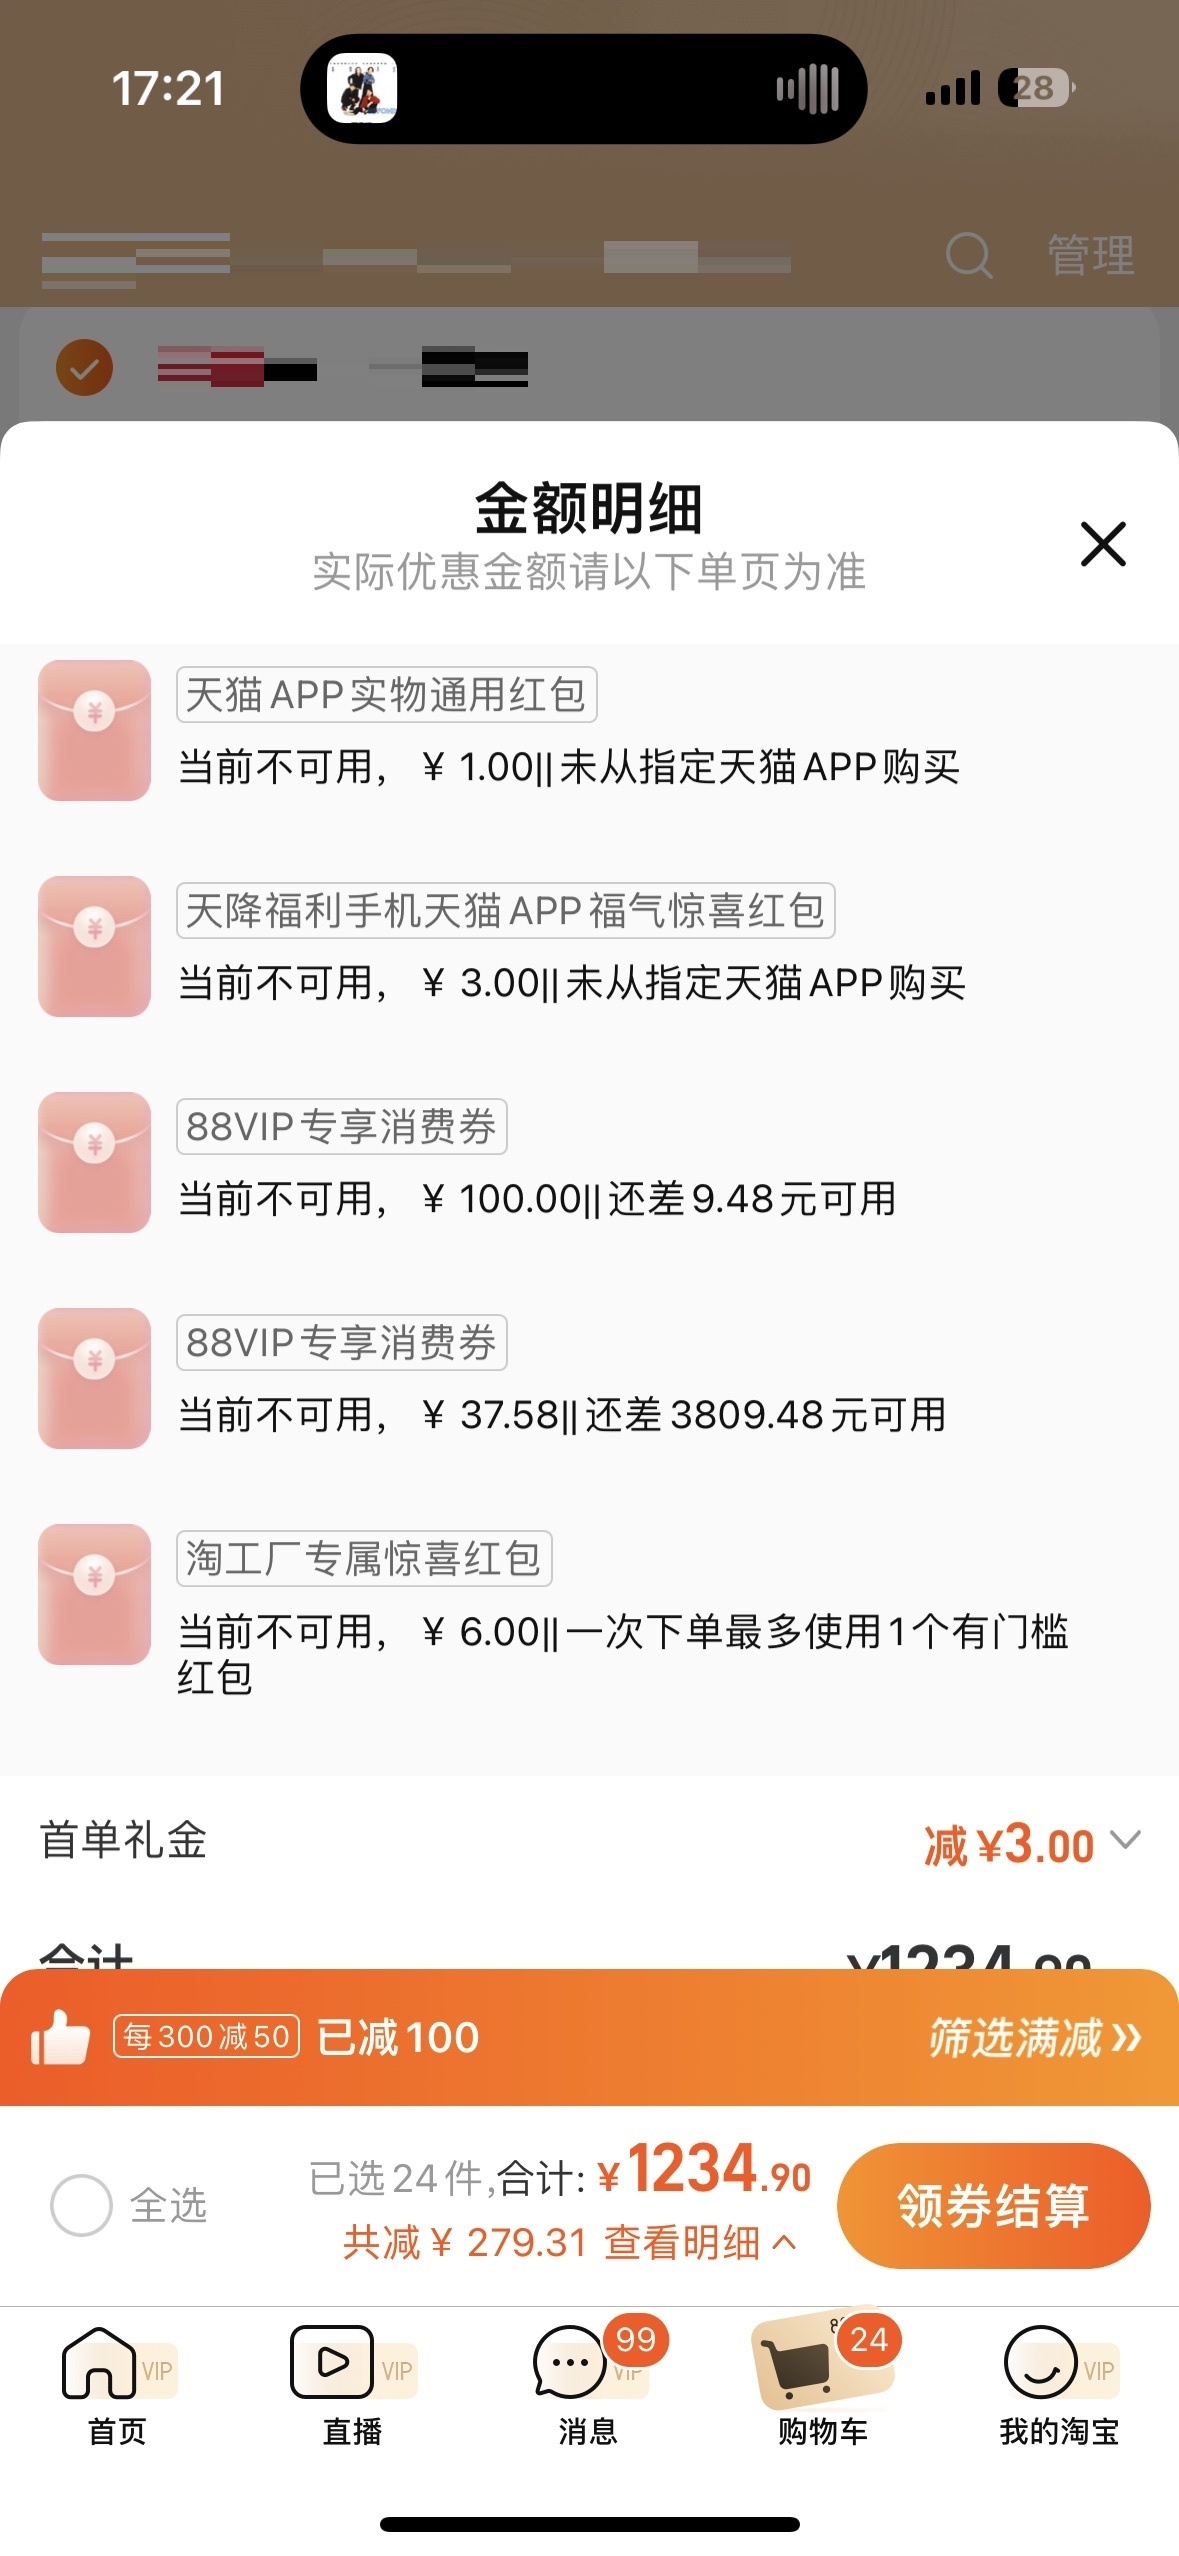 17:21
28
管理
金额明细
实际优惠金额请以下单页为准
天猫APP实物通用红包
当前不可用，￥ 1.00||未从指定天猫APP购买
天降福利手机天猫APP福气惊喜红包
当前不可用，￥ 3.00||未从指定天猫APP购买
88VIP专享消费券
当前不可用，￥ 100.00||还差9.48元可用
88VIP专享消费券
当前不可用，￥ 37.58||还差3809.48元可用
淘工厂专属惊喜红包
当前不可用，￥ 6.00||一次下单最多使用1个有门槛
红包
首单礼金
减￥3.00
合计
￥1234.90
每300减50 已减100
筛选满减
全选
已选24件,合计:￥1234.90
共减￥ 279.31 查看明细
领券结算
VIP
VIP
99
VIP
24
VIP
首页
直播
消息
购物车
我的淘宝